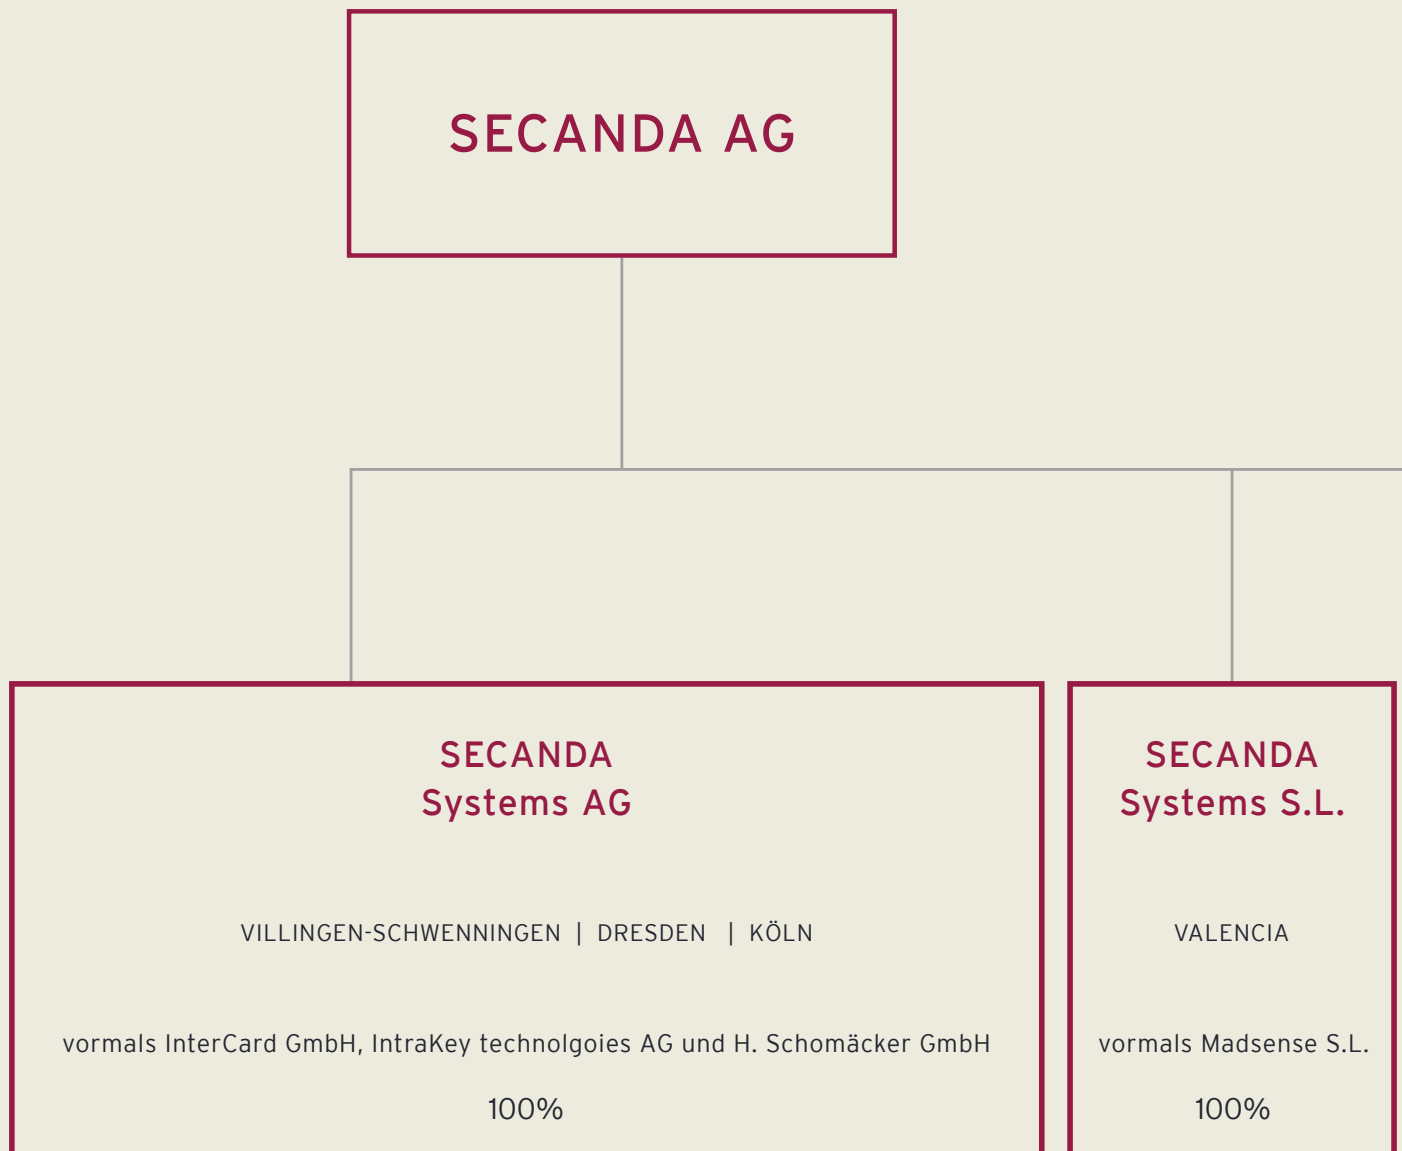 SECANDA AG
SECANDA
Systems AG
VILLINGEN-SCHWENNINGEN | DRESDEN | KÖLN
vormals InterCard GmbH, IntraKey technolgoies AG und H. Schomäcker GmbH
100%
SECANDA
Systems S.L.
VALENCIA
vormals Madsense S.L.
100%